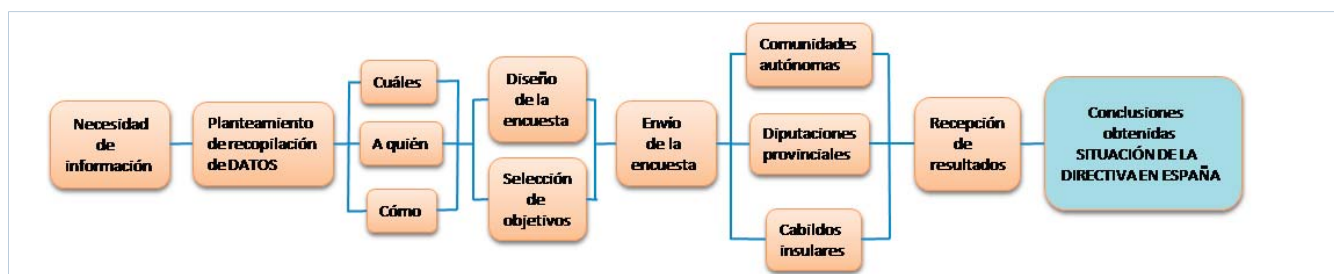 Necesidad
de
información
Planteamiento
de recopilación
de DATOS
Cuáles
A quién
Cómo
Diseño
de la
encuesta
Selección
de
objetivos
Envío
de la
encuesta
Comunidades
autónomas
Diputaciones
provinciales
Cabildos
insulares
Recepción
de
resultados
Conclusiones
obtenidas
SITUACIÓN DE LA
DIRECTIVA EN ESPAÑA